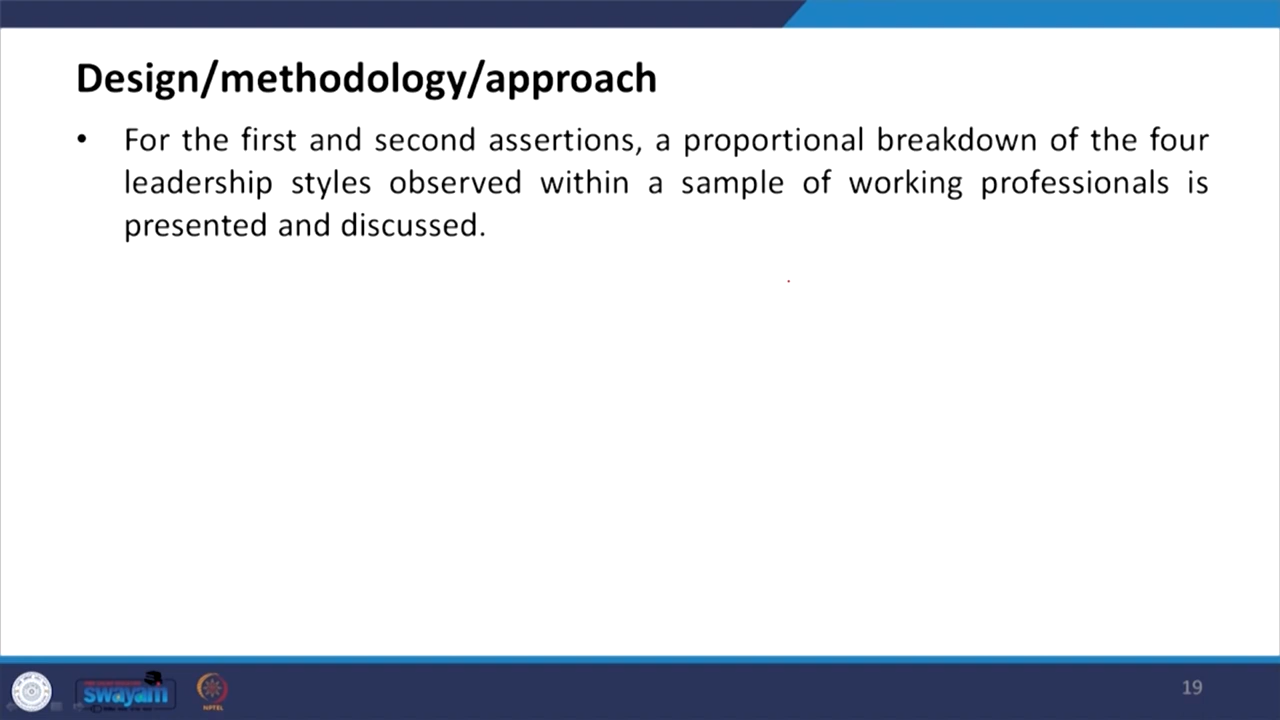 Design/methodology/approach
• For the first and second assertions, a proportional breakdown of the four
leadership styles observed within a sample of working professionals is
presented and discussed.
swayam
NPTEL
19